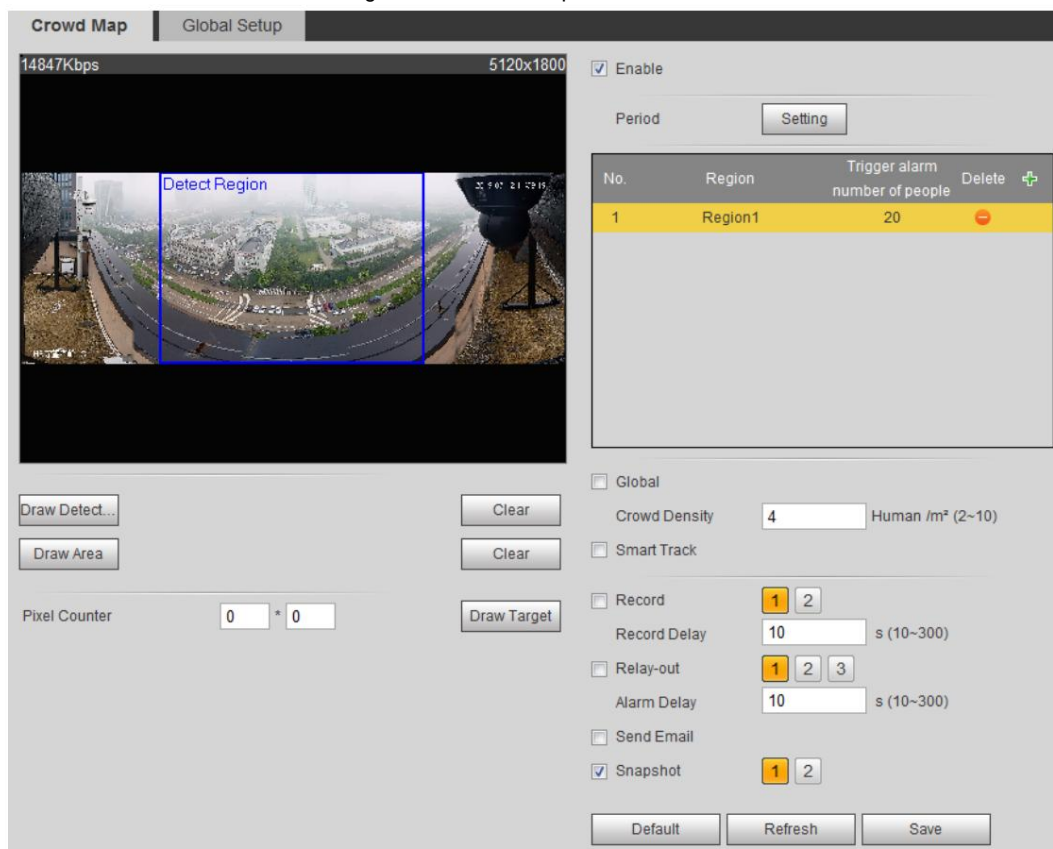 Crowd Map Global Setup
14847Kbps 5120x1800
Detect Region
Enable
Period Setting
No. Region Trigger alarm number of people Delete
1 Region1 20
Global
Draw Detect... Clear
Crowd Density 4 Human /m² (2~10)
Draw Area Clear
Smart Track
Pixel Counter 0 * 0 Draw Target
Record 1 2
Record Delay 10 s (10~300)
Relay-out 1 2 3
Alarm Delay 10 s (10~300)
Send Email
Snapshot 1 2
Default Refresh Save